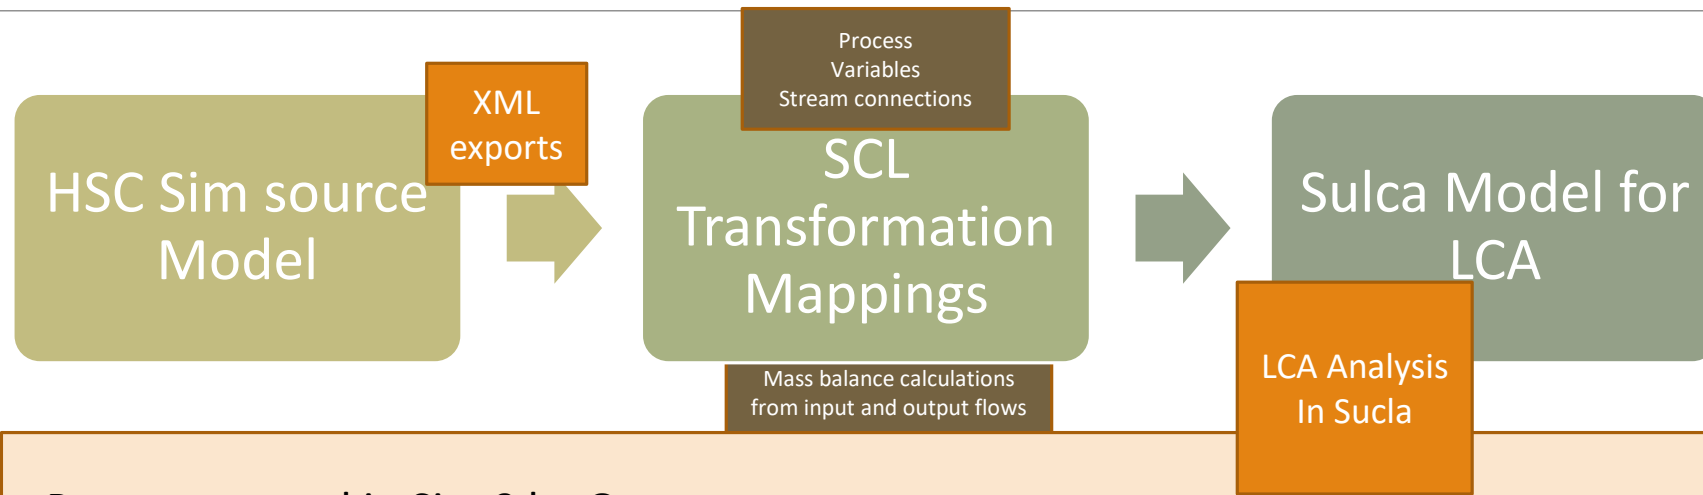 HSC Sim source
Model
XML
exports
Process
Variables
Stream connections
SCL
Transformation
Mappings
Mass balance calculations
from input and output flows
Sulca Model for
LCA
LCA Analysis
In Sucla